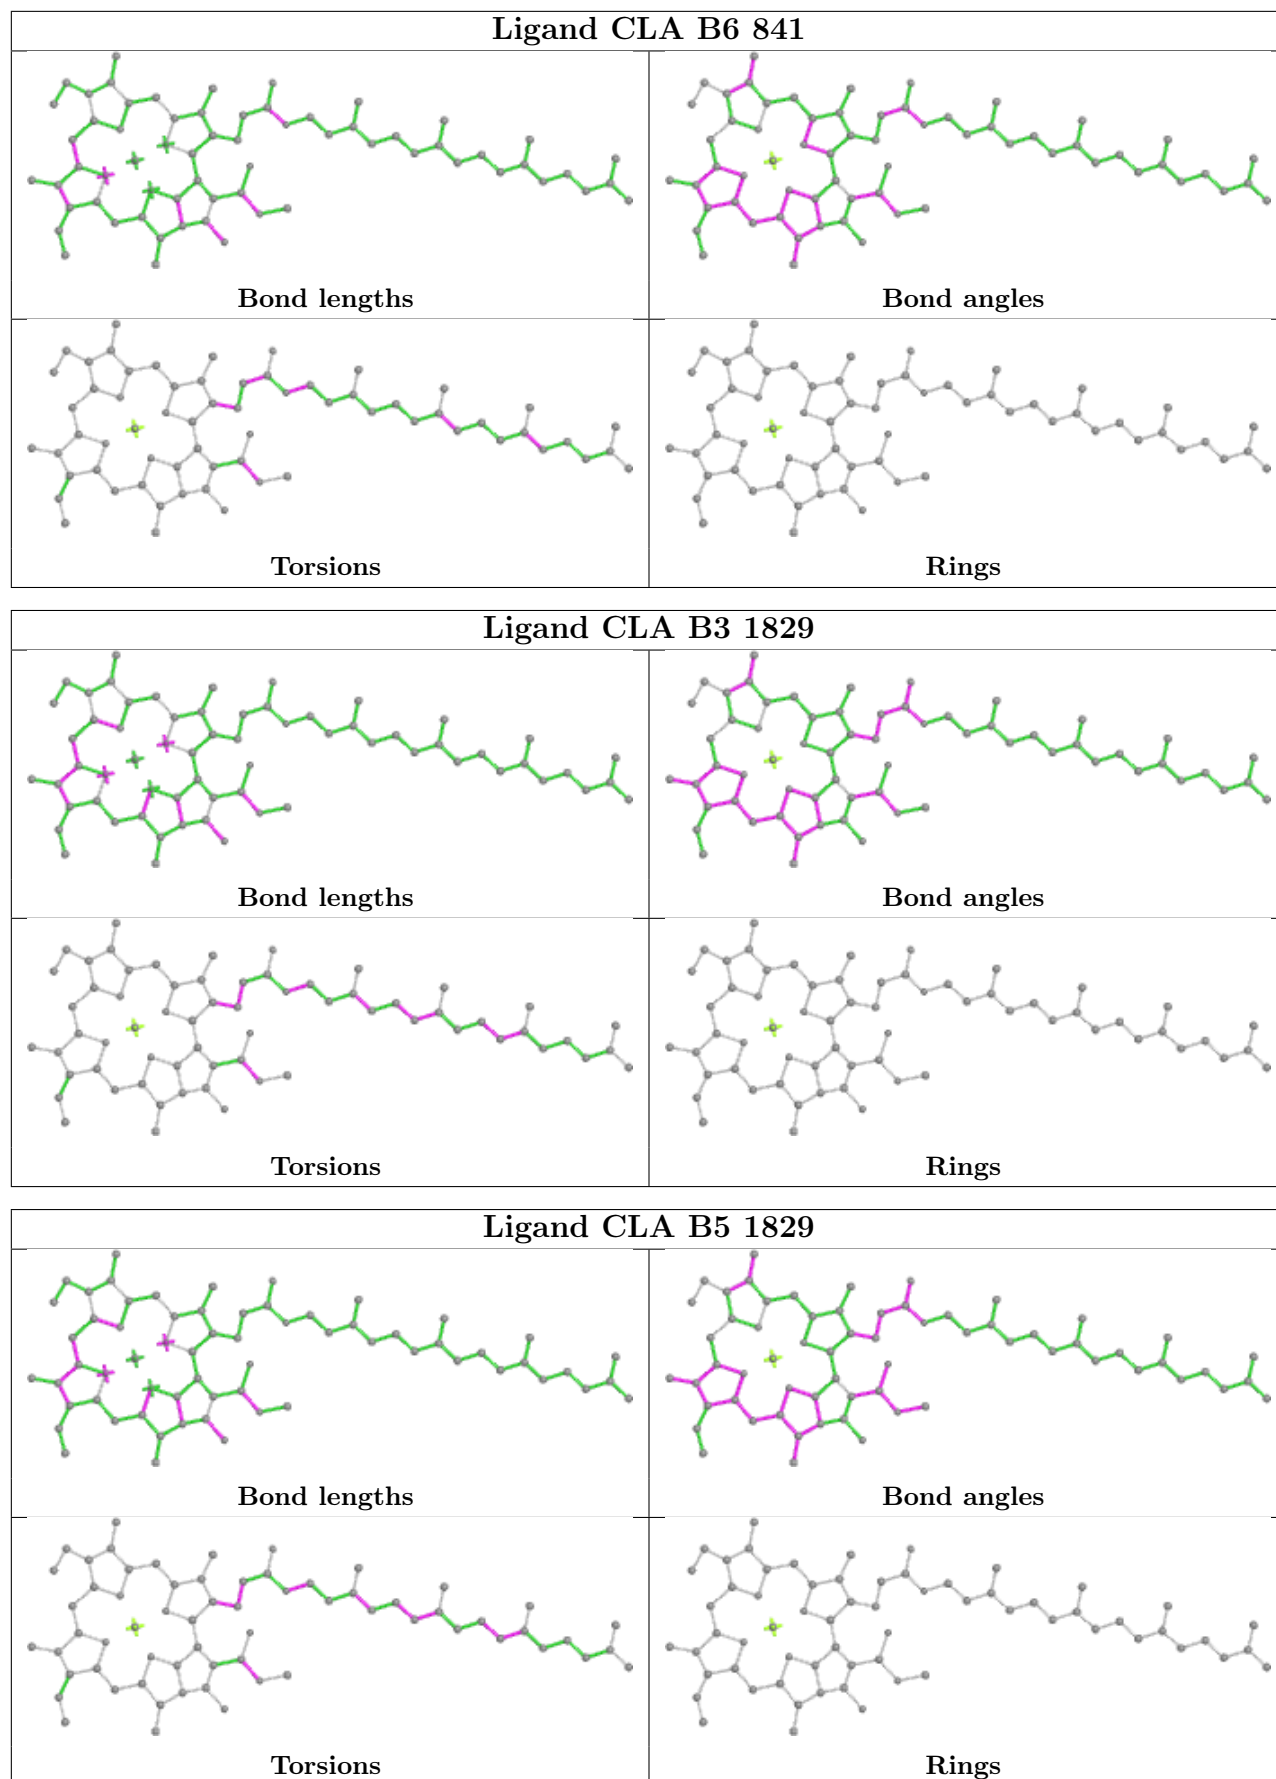 Ligand CLA B6 841
Bond lengths
Bond angles
Torsions
Rings
Ligand CLA B3 1829
Bond lengths
Bond angles
Torsions
Rings
Ligand CLA B5 1829
Bond lengths
Bond angles
Torsions
Rings